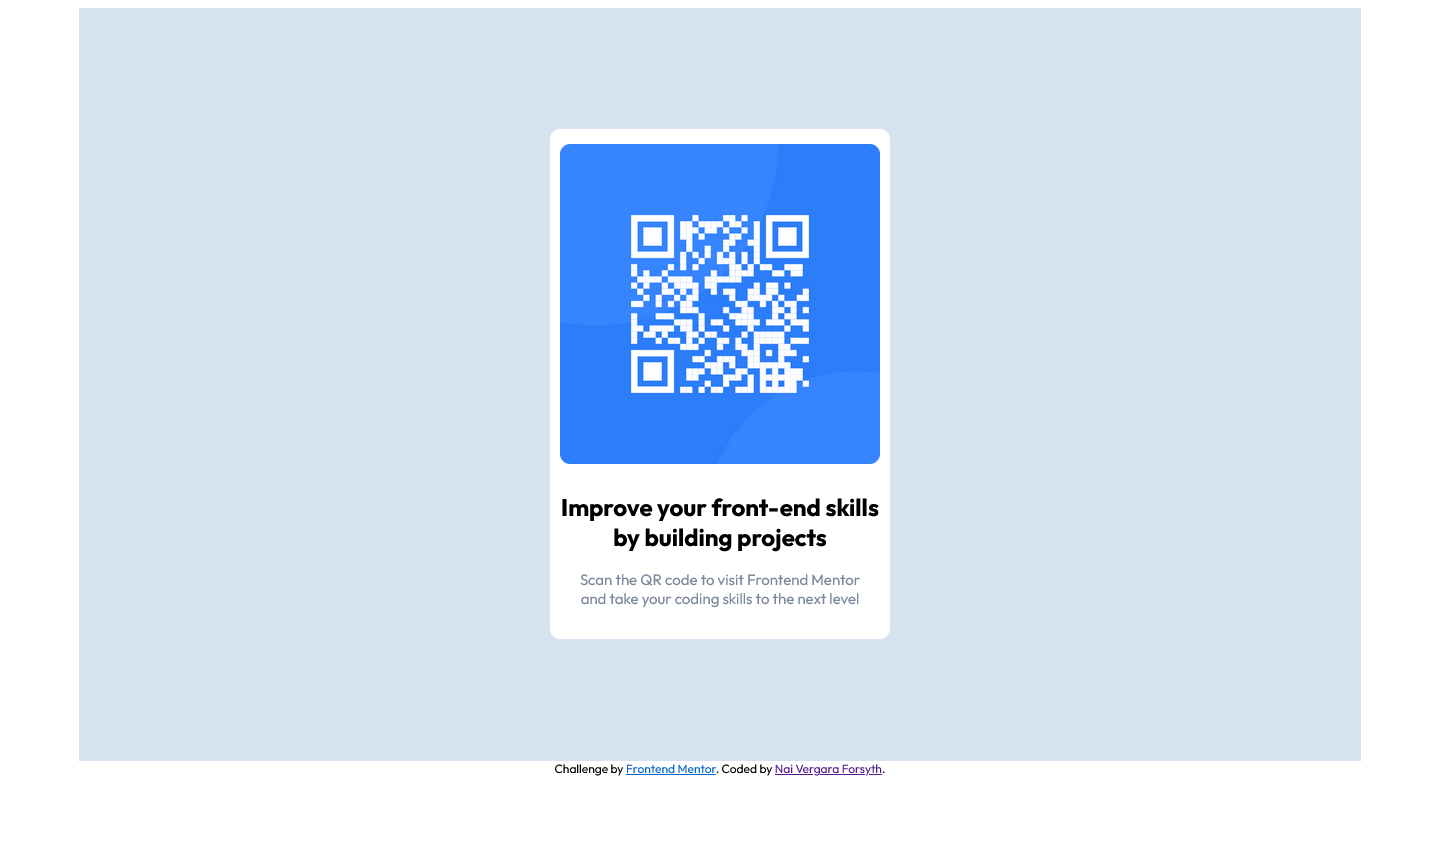 Improve your front-end skills
by building projects
Scan the QR code to visit Frontend Mentor
and take your coding skills to the next level
Challenge by Frontend Mentor. Coded by Nai Vergara Forsyth.